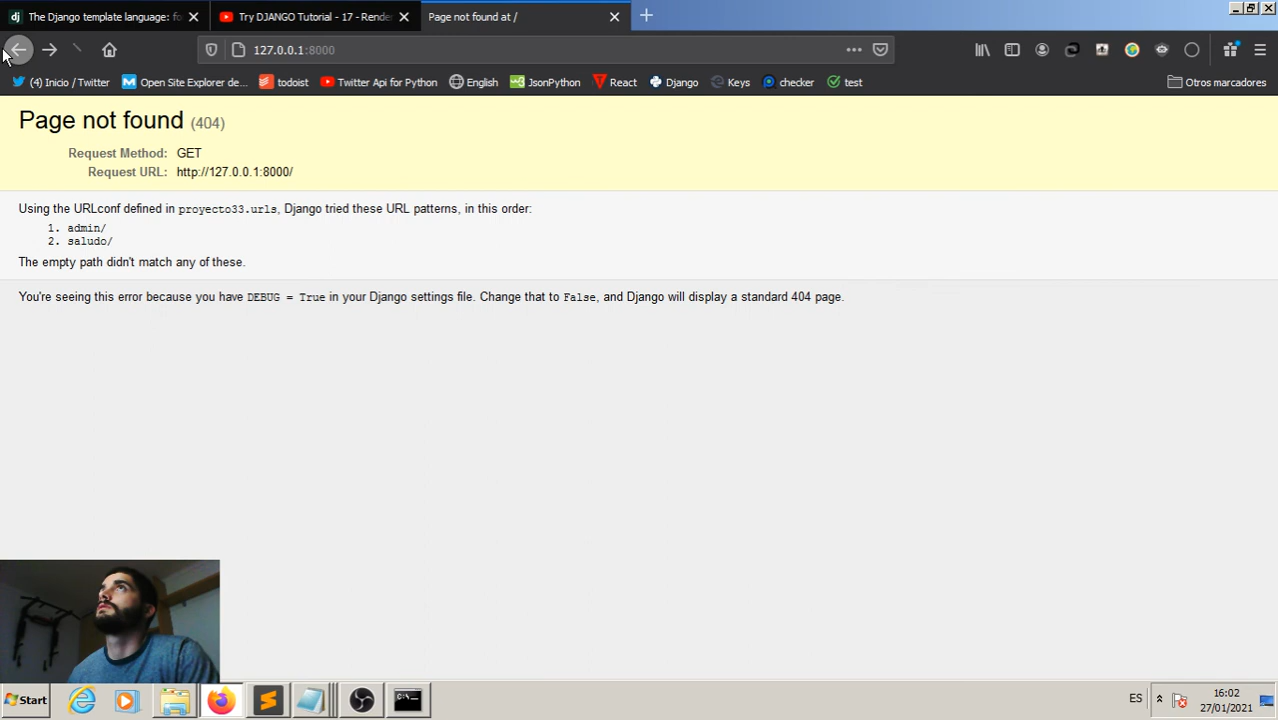 The Django template language: fo
Try DJANGO Tutorial - 17 - Render
Page not found at /
127.0.0.1:8000
(4) Inicio / Twitter
Open Site Explorer de...
todoist
Twitter Api for Python
English
JsonPython
React
Django
Keys
checker
test
Otros marcadores
Page not found (404)
Request Method: GET
Request URL: http://127.0.0.1:8000/
Using the URLconf defined in proyecto33.urls, Django tried these URL patterns, in this order:
1. admin/
2. saludo/
The empty path didn't match any of these.
You're seeing this error because you have DEBUG = True in your Django settings file. Change that to False, and Django will display a standard 404 page.
Start
ES
16:02
27/01/2021